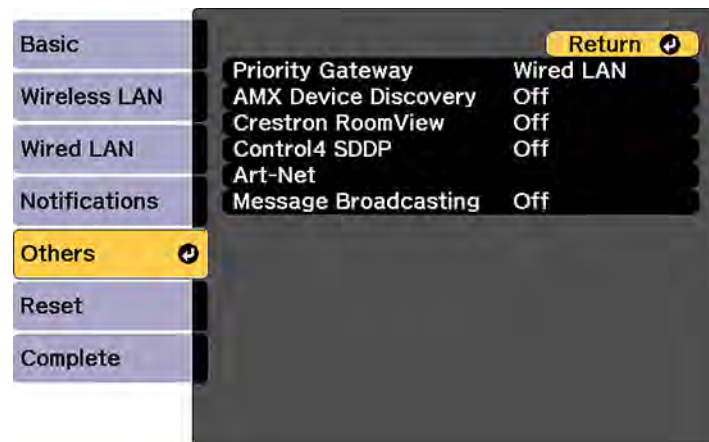 Basic
Wireless LAN
Wired LAN
Notifications
Others
Reset
Complete
Return
Priority Gateway Wired LAN
AMX Device Discovery Off
Crestron RoomView Off
Control4 SDDP Off
Art-Net
Message Broadcasting Off